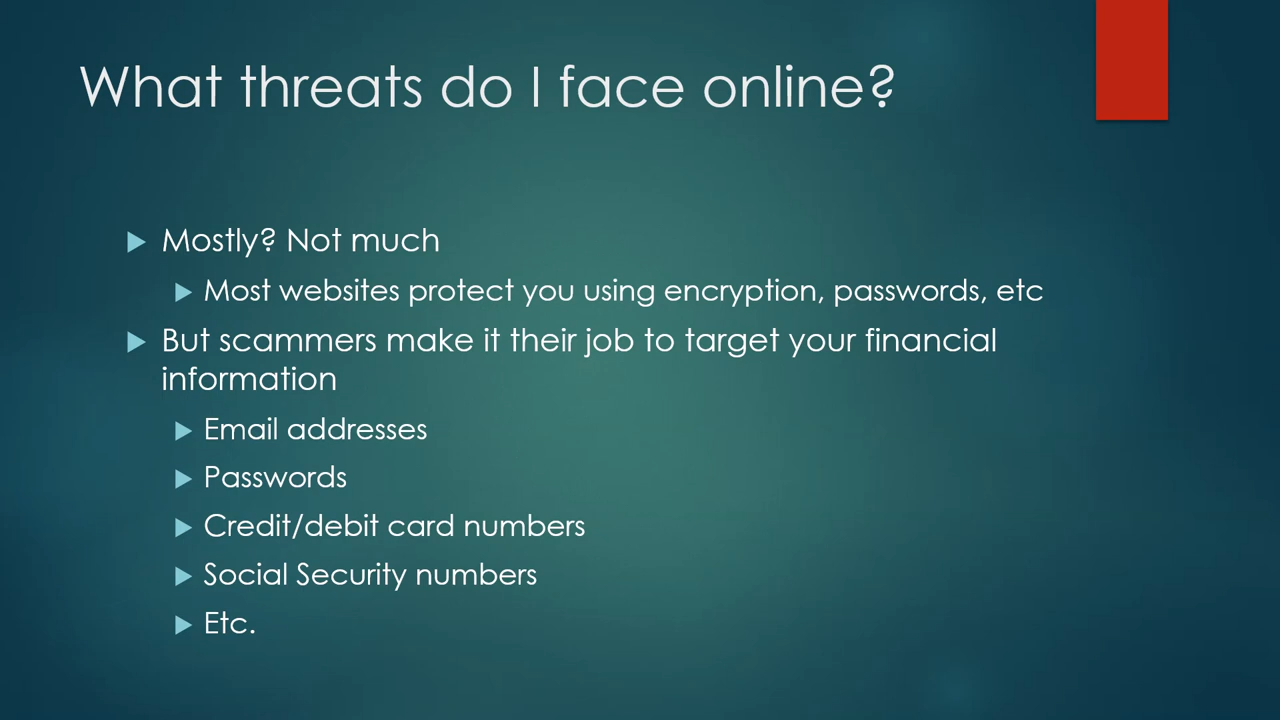 What threats do I face online?
Mostly? Not much
Most websites protect you using encryption, passwords, etc
But scammers make it their job to target your financial
information
Email addresses
Passwords
Credit/debit card numbers
Social Security numbers
Etc.